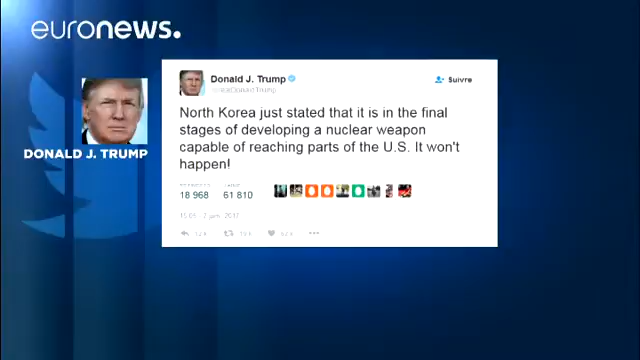 euronews.
DONALD J. TRUMP
Donald J. Trump
Suivre
North Korea just stated that it is in the final
stages of developing a nuclear weapon
capable of reaching parts of the U.S. It won't
happen!
18 968 61 810